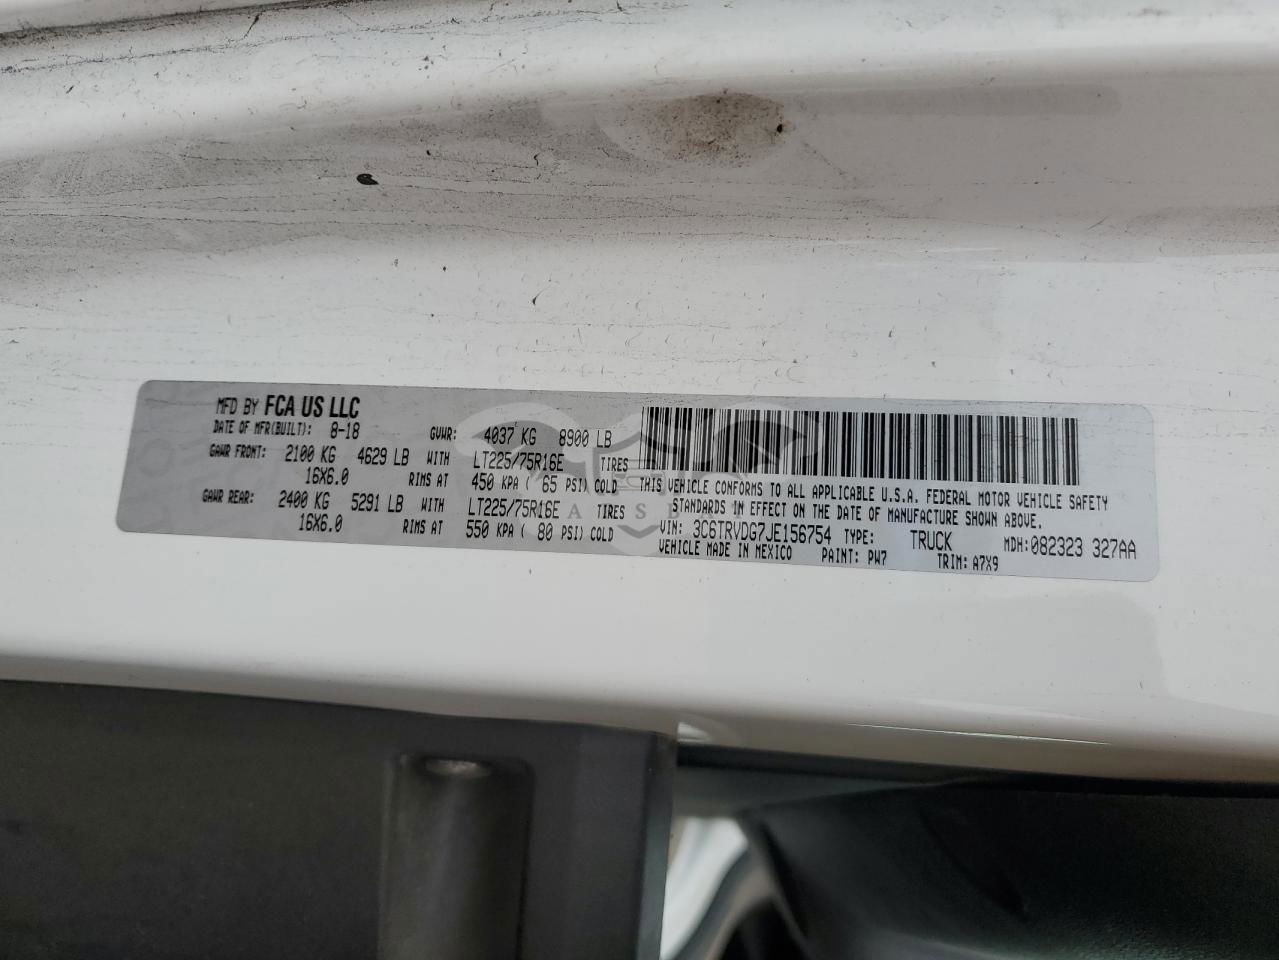 MFD BY FCA US LLC
DATE OF MFR(BUILT): 8-18 GVWR: 4037 KG 8900 LB
GAWR FRONT: 2100 KG 4629 LB WITH LT225/75R16E TIRES
16X6.0 RIMS AT 450 KPA ( 65 PSI) COLD
GAWR REAR: 2400 KG 5291 LB WITH LT225/75R16E TIRES
16X6.0 RIMS AT 550 KPA ( 80 PSI) COLD
THIS VEHICLE CONFORMS TO ALL APPLICABLE U.S.A. FEDERAL MOTOR VEHICLE SAFETY
STANDARDS IN EFFECT ON THE DATE OF MANUFACTURE SHOWN ABOVE.
VIN: 3C6TRVDG7JE156754 TYPE: TRUCK MDH:082323 327AA
VEHICLE MADE IN MEXICO PAINT: PW7 TRIM: A7X9